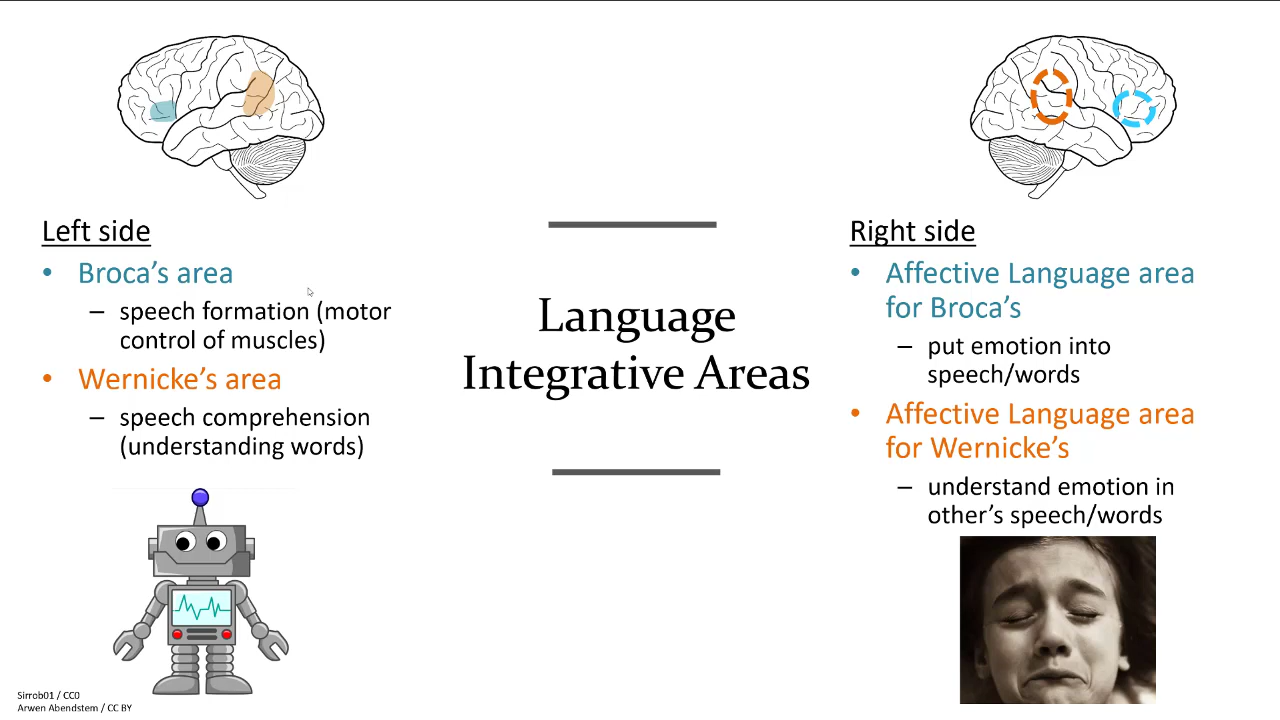 Left side
• Broca’s area
– speech formation (motor
control of muscles)
• Wernicke’s area
– speech comprehension
(understanding words)
Language
Integrative Areas
Right side
• Affective Language area
for Broca’s
– put emotion into
speech/words
• Affective Language area
for Wernicke’s
– understand emotion in
other’s speech/words
Sirrob01 / CC0
Arwen Abendstern / CC BY